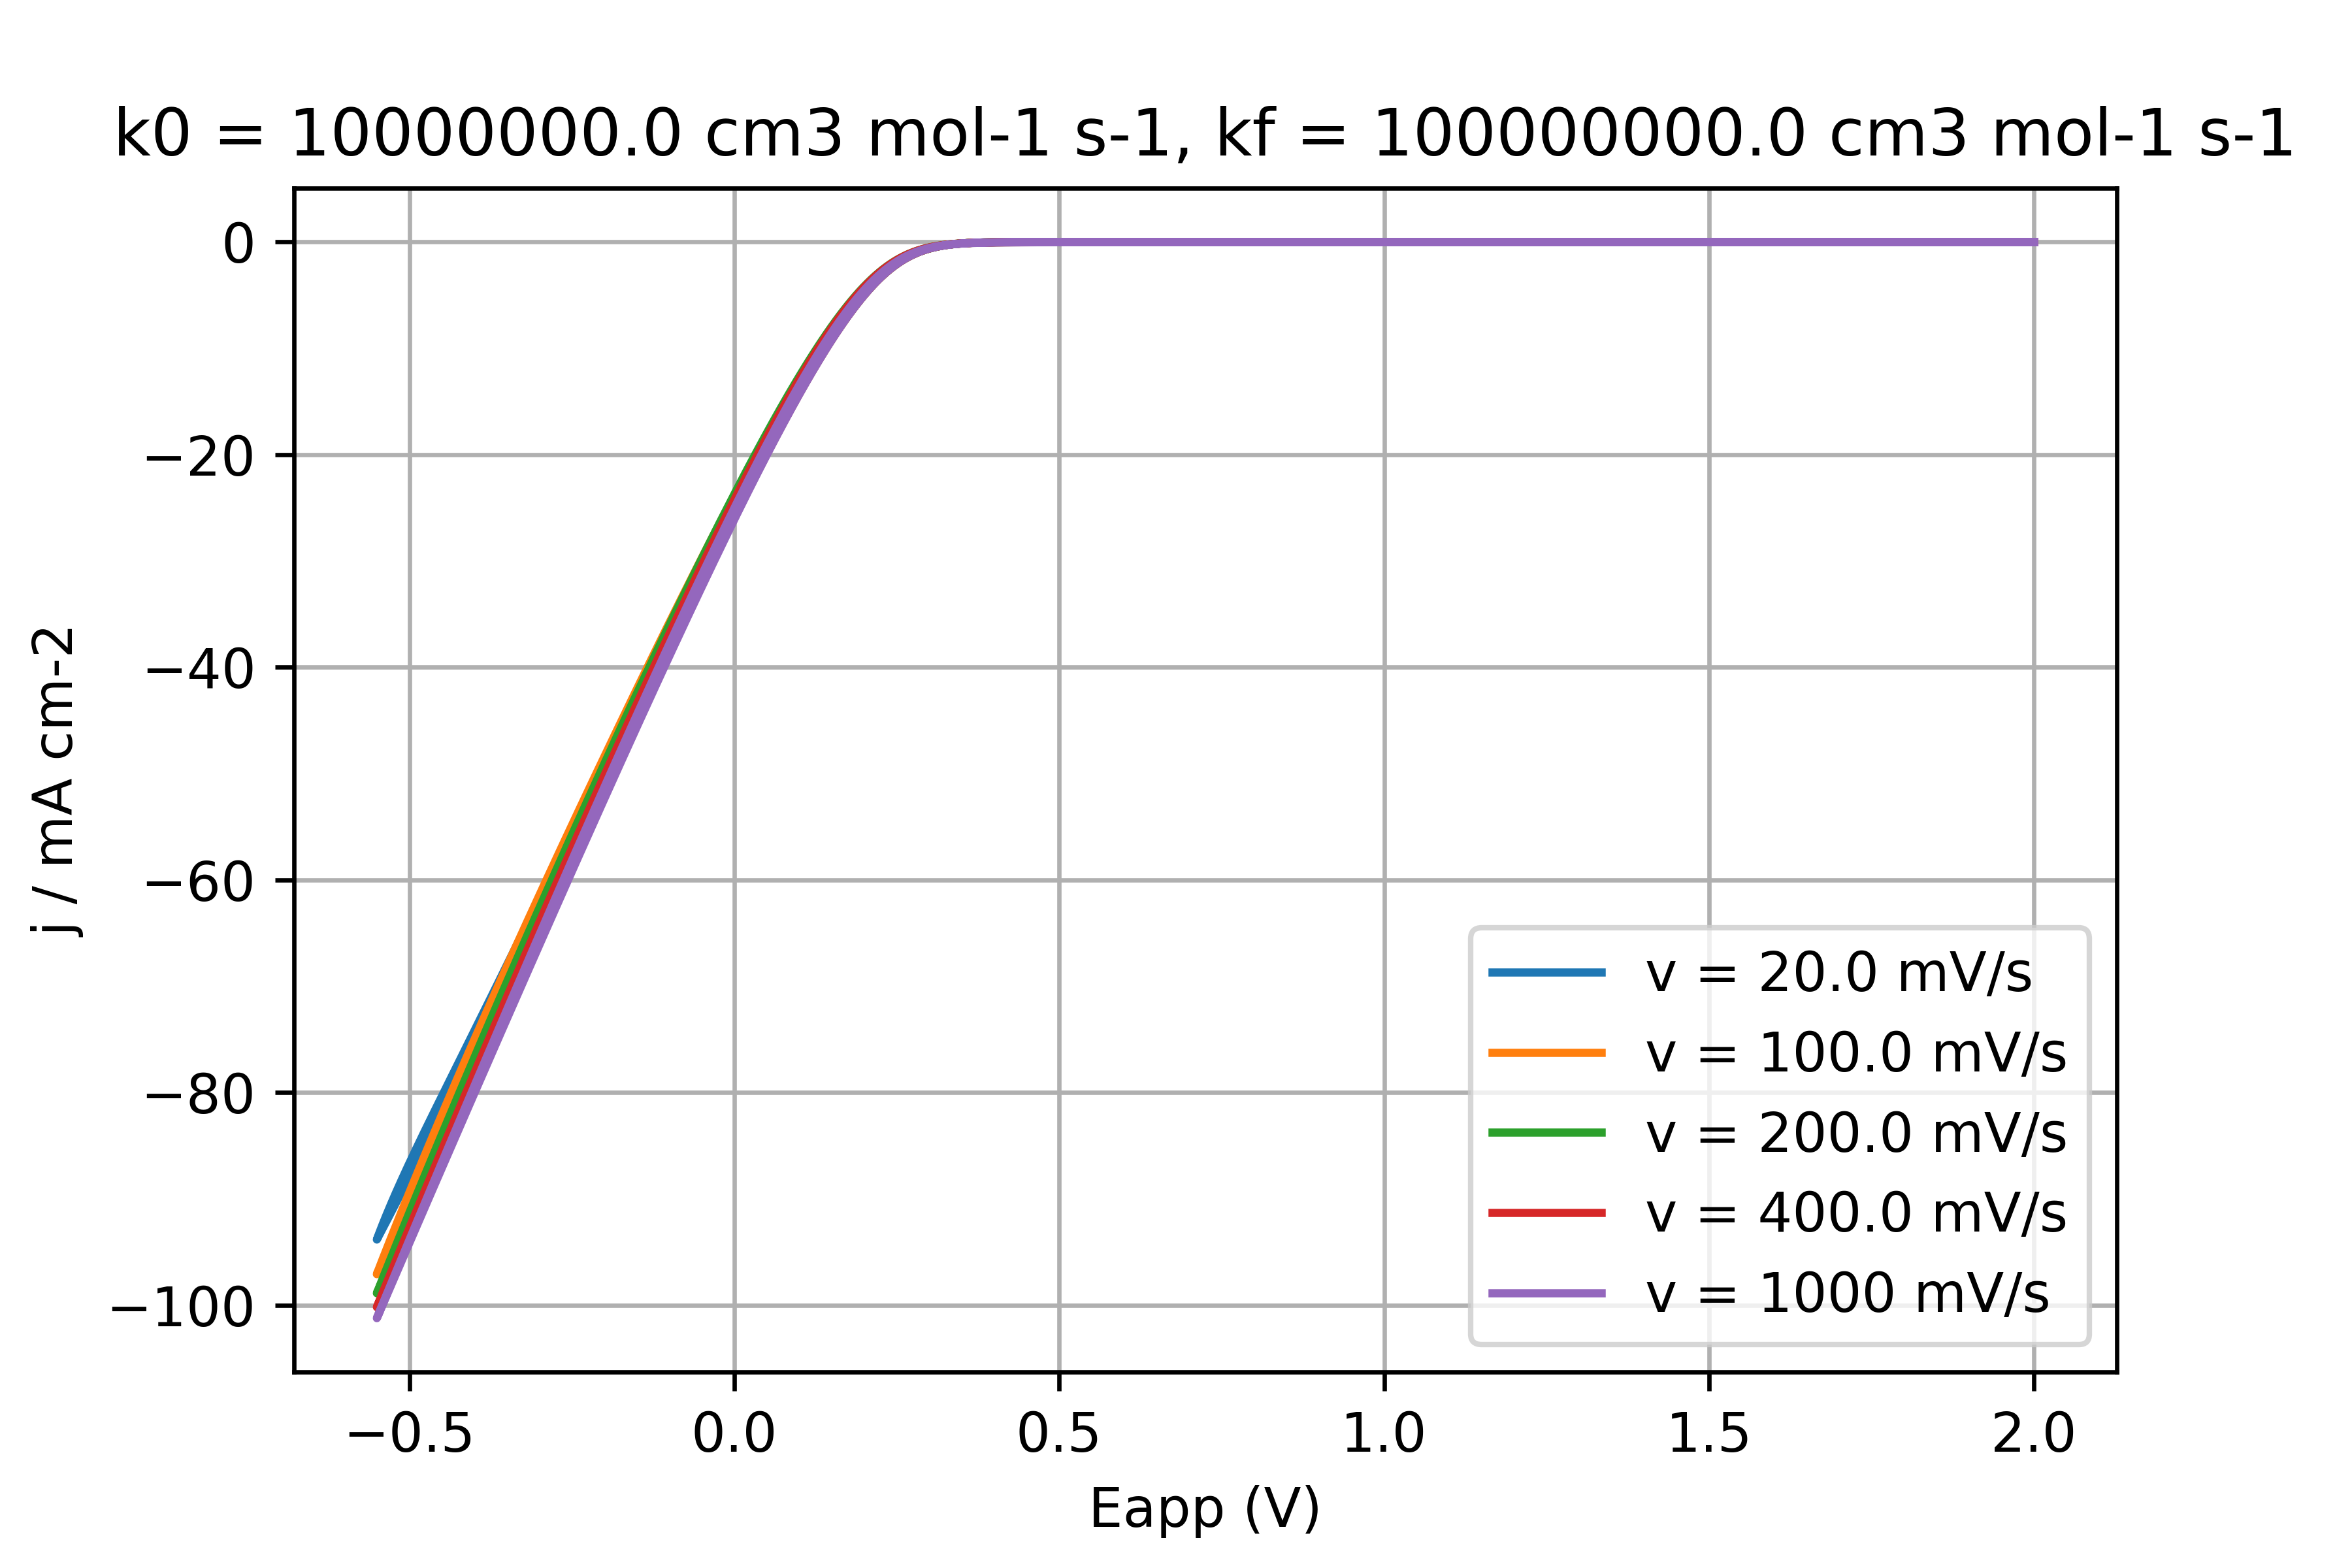 k0 = 10000000.0 cm3 mol-1 s-1, kf = 100000000.0 cm3 mol-1 s-1
0
−20
−40
−60
−80
−100
j / mA cm-2
v = 20.0 mV/s
v = 100.0 mV/s
v = 200.0 mV/s
v = 400.0 mV/s
v = 1000 mV/s
−0.5 0.0 0.5 1.0 1.5 2.0
Eapp (V)